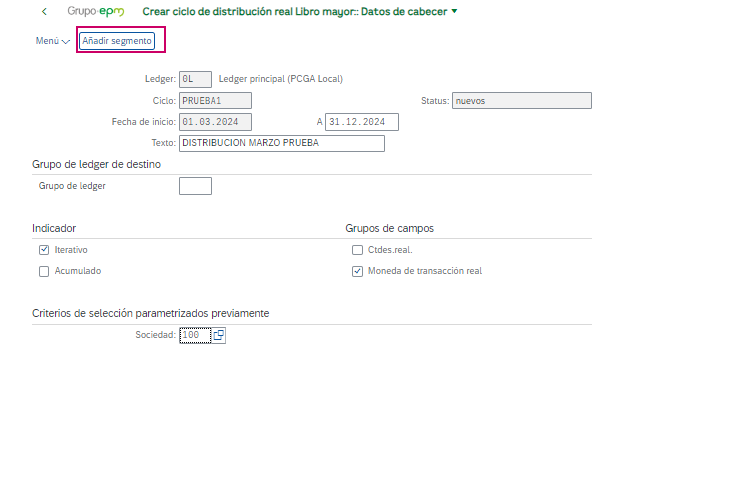 Grupo·epm Crear ciclo de distribución real Libro mayor:: Datos de cabecer
Menú Añadir segmento
Ledger: 0L Ledger principal (PCGA Local)
Ciclo: PRUEBA1 Status: nuevos
Fecha de inicio: 01.03.2024 A 31.12.2024
Texto: DISTRIBUCION MARZO PRUEBA
Grupo de ledger de destino
Grupo de ledger
Indicador Grupos de campos
Iterativo Ctdes.real.
Acumulado Moneda de transacción real
Criterios de selección parametrizados previamente
Sociedad: 100